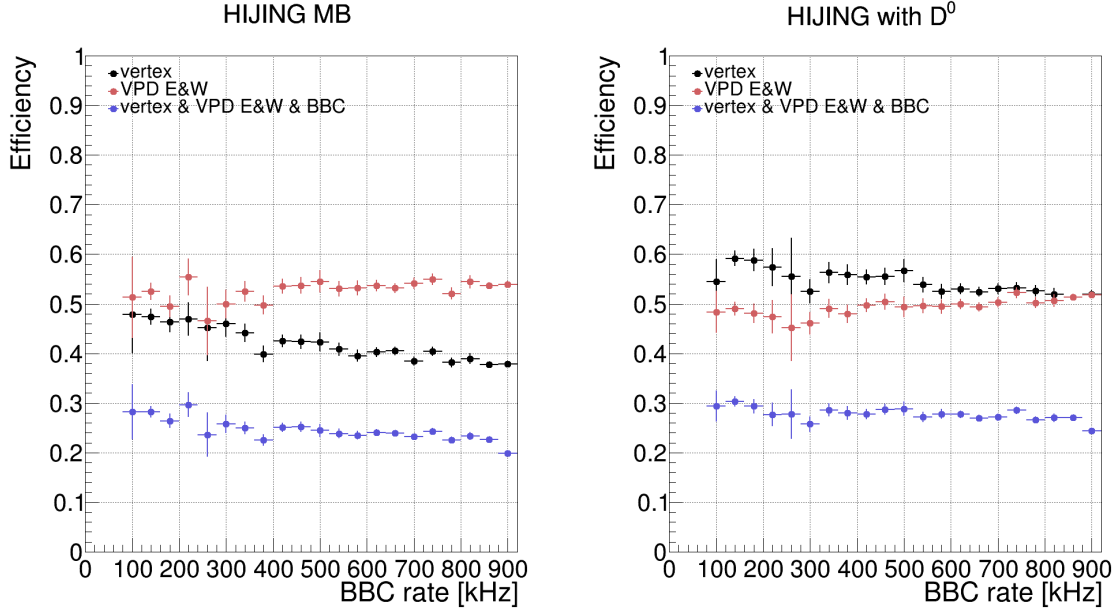 HIJING MB
Efficiency
1
0.9
0.8
0.7
0.6
0.5
0.4
0.3
0.2
0.1
0
vertex
VPD E&W
vertex & VPD E&W & BBC
0 100 200 300 400 500 600 700 800 900
BBC rate [kHz]
HIJING with D⁰
Efficiency
1
0.9
0.8
0.7
0.6
0.5
0.4
0.3
0.2
0.1
0
vertex
VPD E&W
vertex & VPD E&W & BBC
0 100 200 300 400 500 600 700 800 900
BBC rate [kHz]